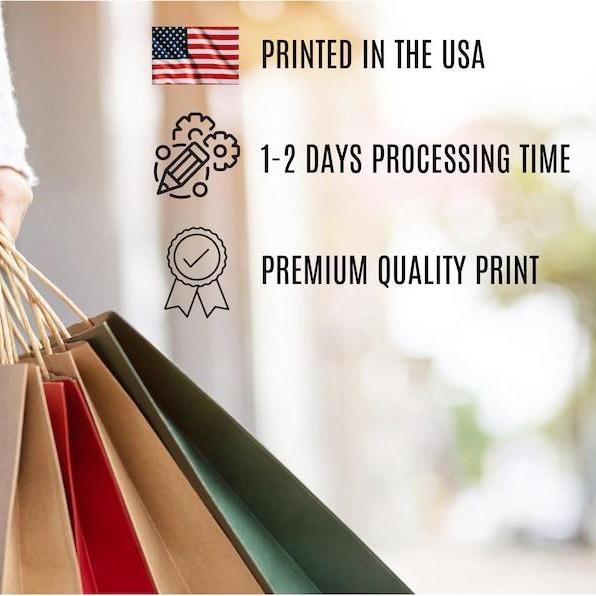 PRINTED IN THE USA
1-2 DAYS PROCESSING TIME
PREMIUM QUALITY PRINT